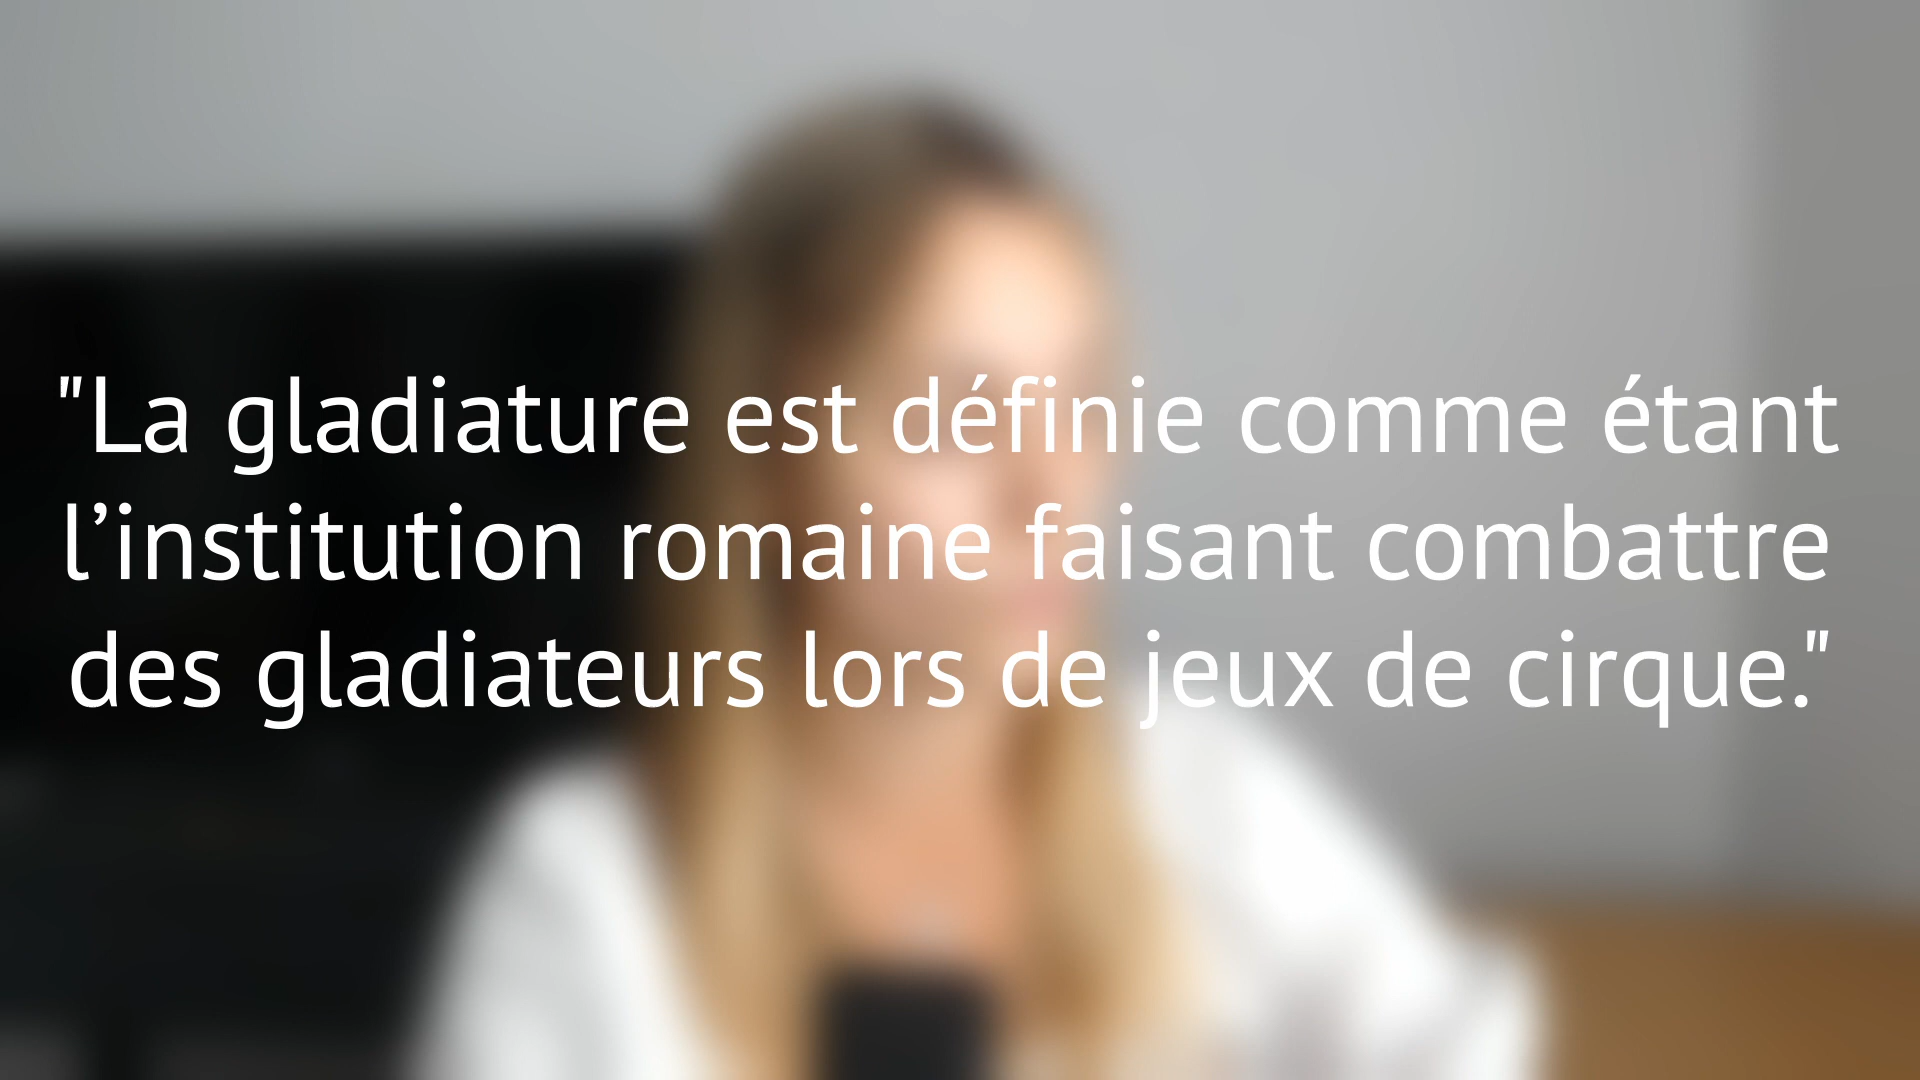 "La gladiature est définie comme étant
l’institution romaine faisant combattre
des gladiateurs lors de jeux de cirque."